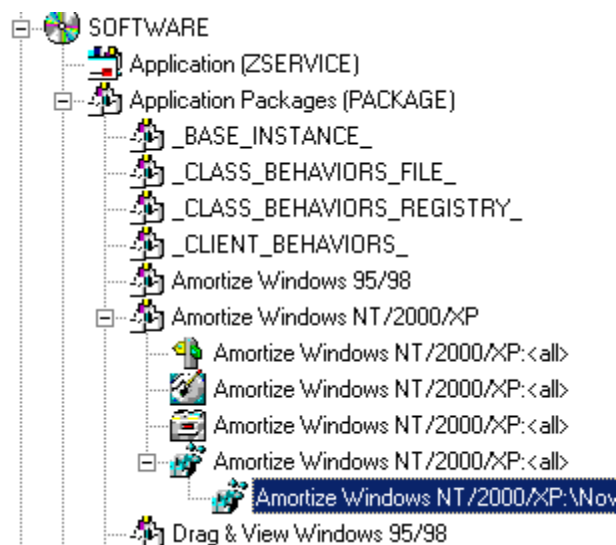 SOFTWARE
Application (ZSERVICE)
Application Packages (PACKAGE)
_BASE_INSTANCE_
_CLASS_BEHAVIORS_FILE_
_CLASS_BEHAVIORS_REGISTRY_
_CLIENT_BEHAVIORS_
Amortize Windows 95/98
Amortize Windows NT/2000/XP
Amortize Windows NT/2000/XP:<all>
Amortize Windows NT/2000/XP:<all>
Amortize Windows NT/2000/XP:<all>
Amortize Windows NT/2000/XP:<all>
Amortize Windows NT/2000/XP:\Nov
Drag & View Windows 95/98